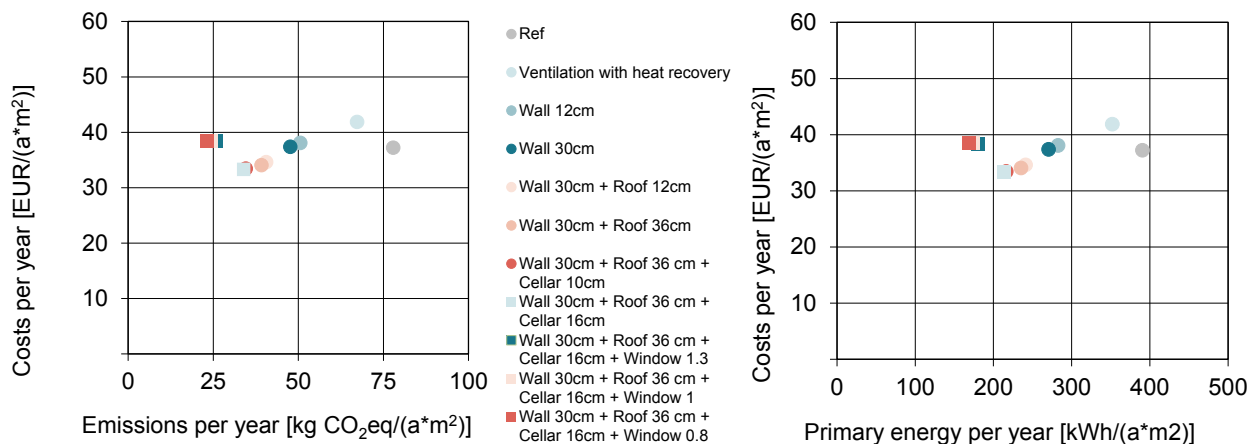 Costs per year [EUR/(a*m²)]
60
50
40
30
20
10
0
25
50
75
100
Emissions per year [kg CO₂eq/(a*m²)]
Ref
Ventilation with heat recovery
Wall 12cm
Wall 30cm
Wall 30cm + Roof 12cm
Wall 30cm + Roof 36cm
Wall 30cm + Roof 36 cm +
Cellar 10cm
Wall 30cm + Roof 36 cm +
Cellar 16cm
Wall 30cm + Roof 36 cm +
Cellar 16cm + Window 1.3
Wall 30cm + Roof 36 cm +
Cellar 16cm + Window 1
Wall 30cm + Roof 36 cm +
Cellar 16cm + Window 0.8
Costs per year [EUR/(a*m²)]
60
50
40
30
20
10
0
100
200
300
400
500
Primary energy per year [kWh/(a*m2)]